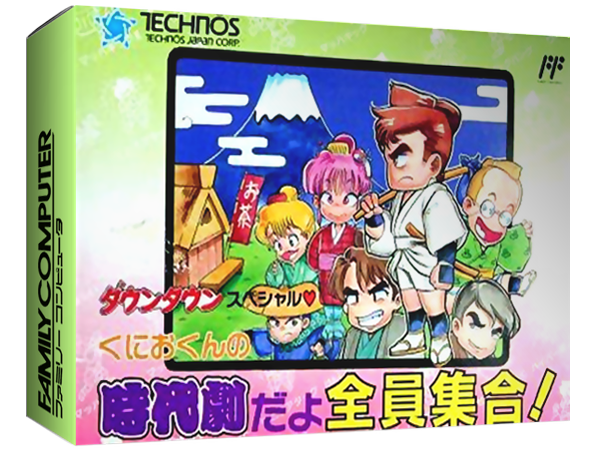 TECHNOS
TECHNOS JAPAN CORP.
FF
お茶
ダウンタウンスペシャル♥
くにおくんの
時代劇だよ全員集合!
FAMILY COMPUTER
ファミリー コンピュータ